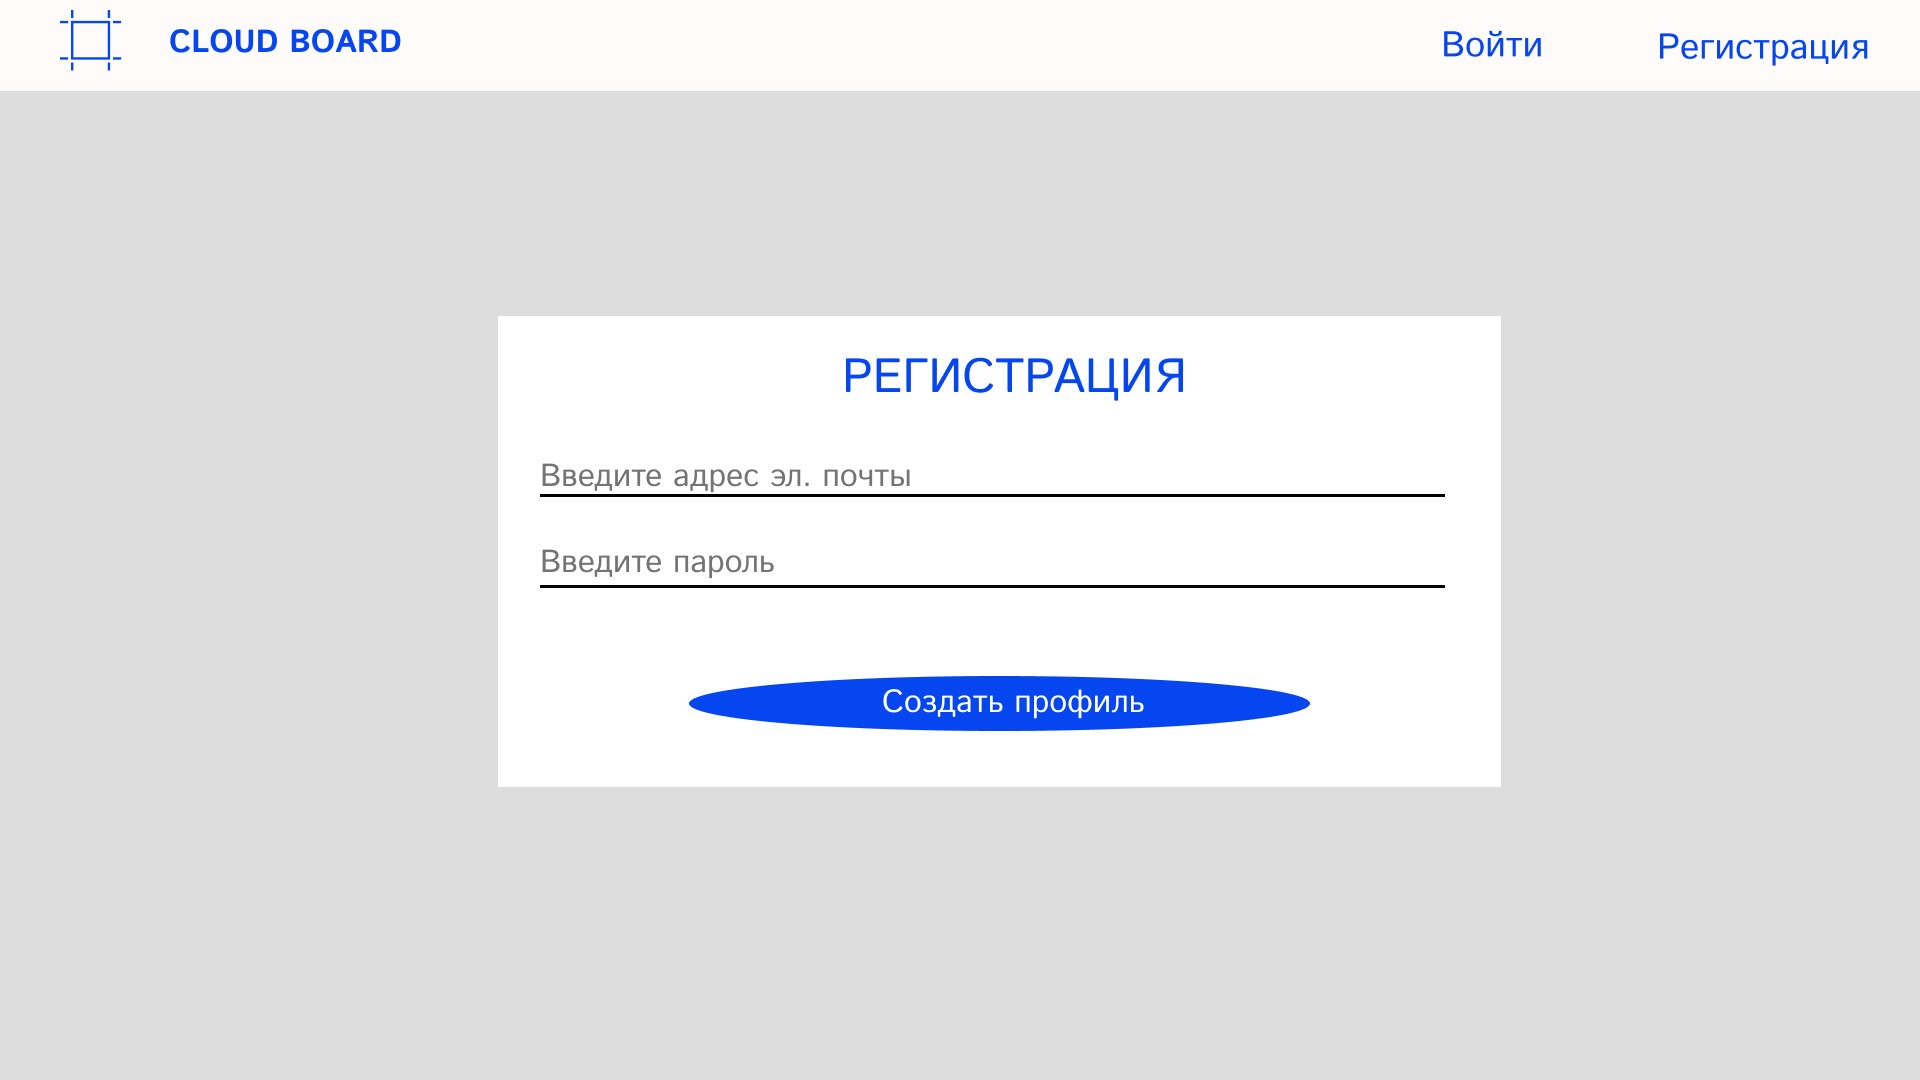 CLOUD BOARD
Войти
Регистрация
РЕГИСТРАЦИЯ
Введите адрес эл. почты
Введите пароль
Создать профиль